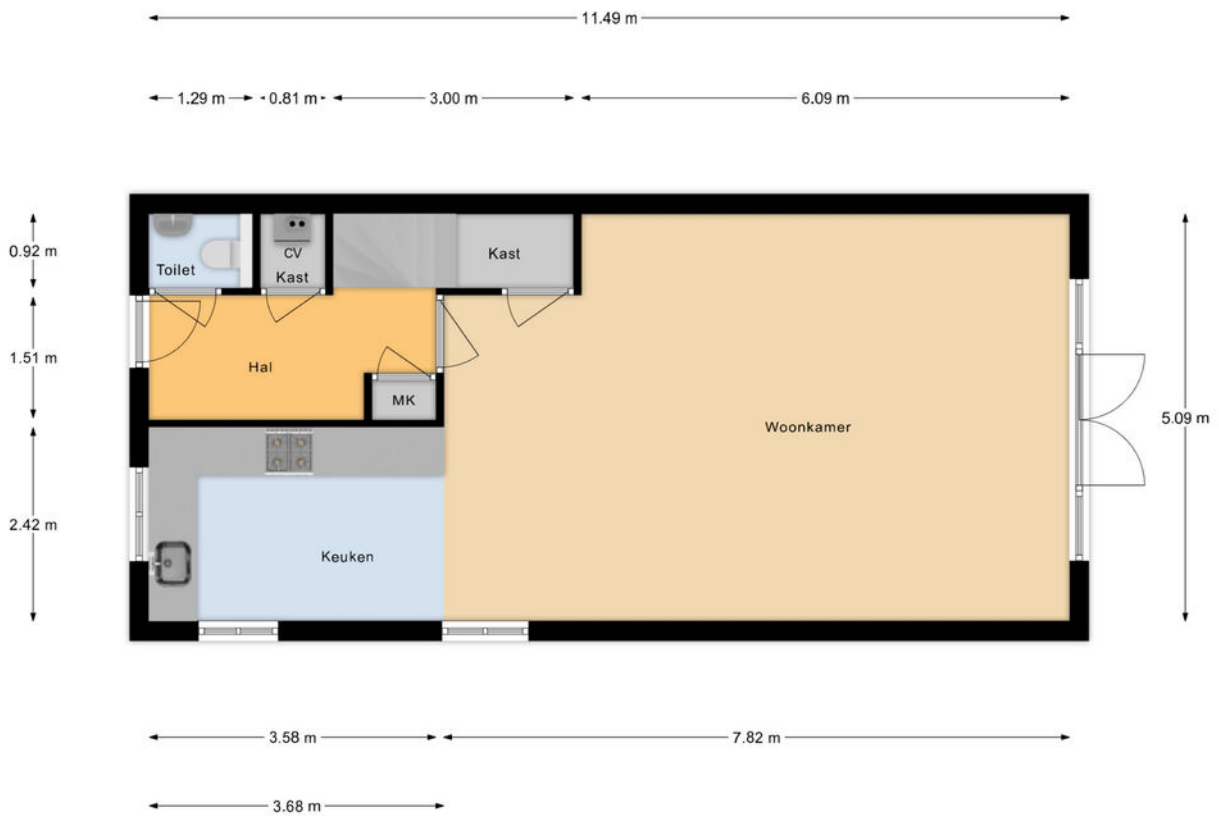 11.49 m
1.29 m 0.81 m 3.00 m 6.09 m
0.92 m
Toilet
CV
Kast
Kast
1.51 m
Hal
MK
Woonkamer
5.09 m
2.42 m
Keuken
3.58 m 7.82 m
3.68 m